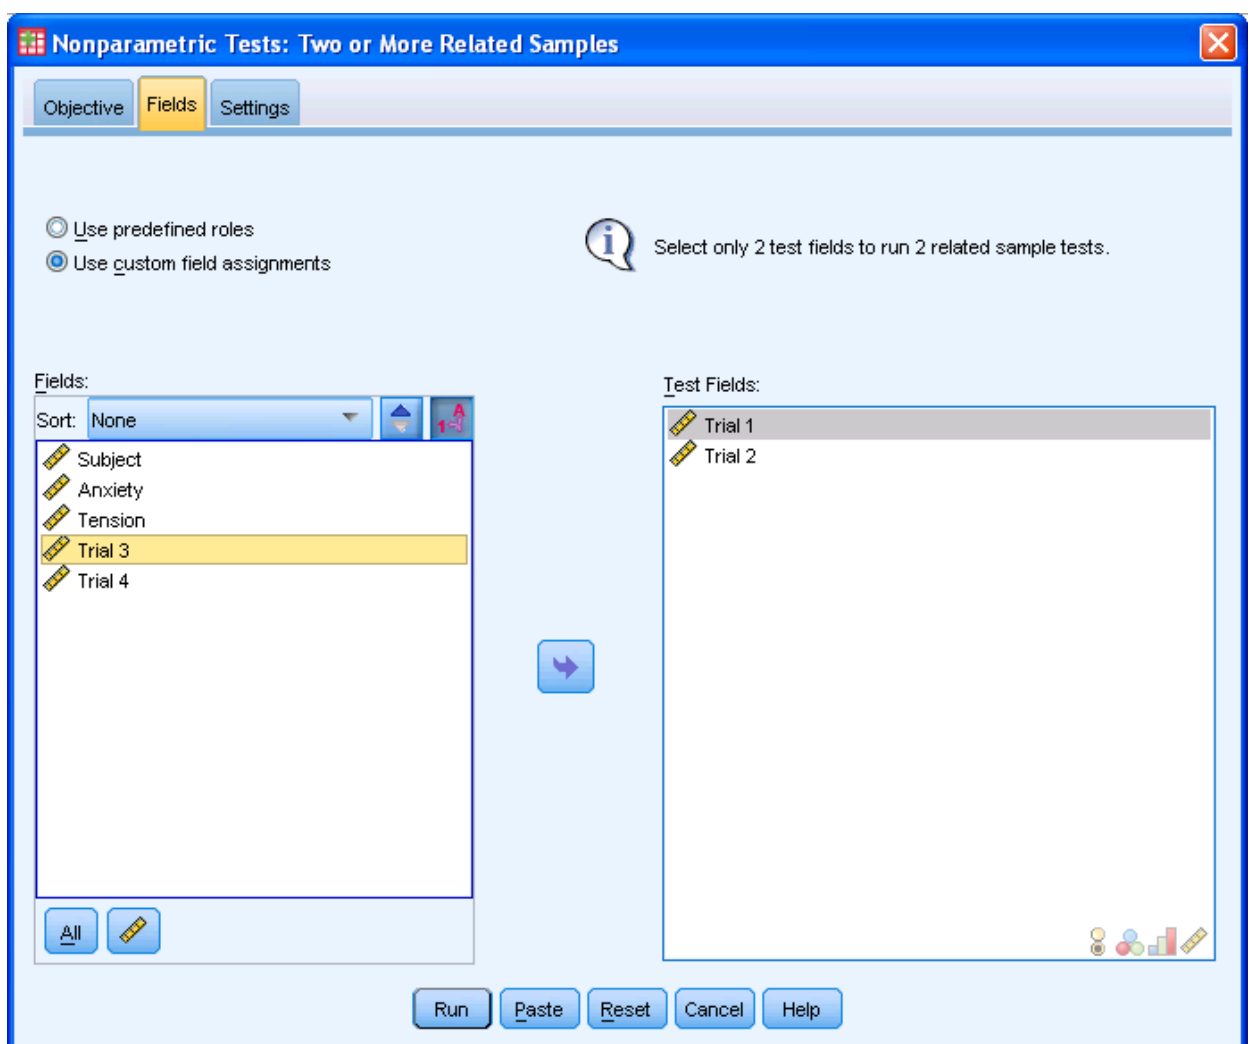 Nonparametric Tests: Two or More Related Samples
Objective Fields Settings
Use predefined roles
Use custom field assignments
Select only 2 test fields to run 2 related sample tests.
Fields:
Sort: None
Subject
Anxiety
Tension
Trial 3
Trial 4
Test Fields:
Trial 1
Trial 2
All
Run Paste Reset Cancel Help